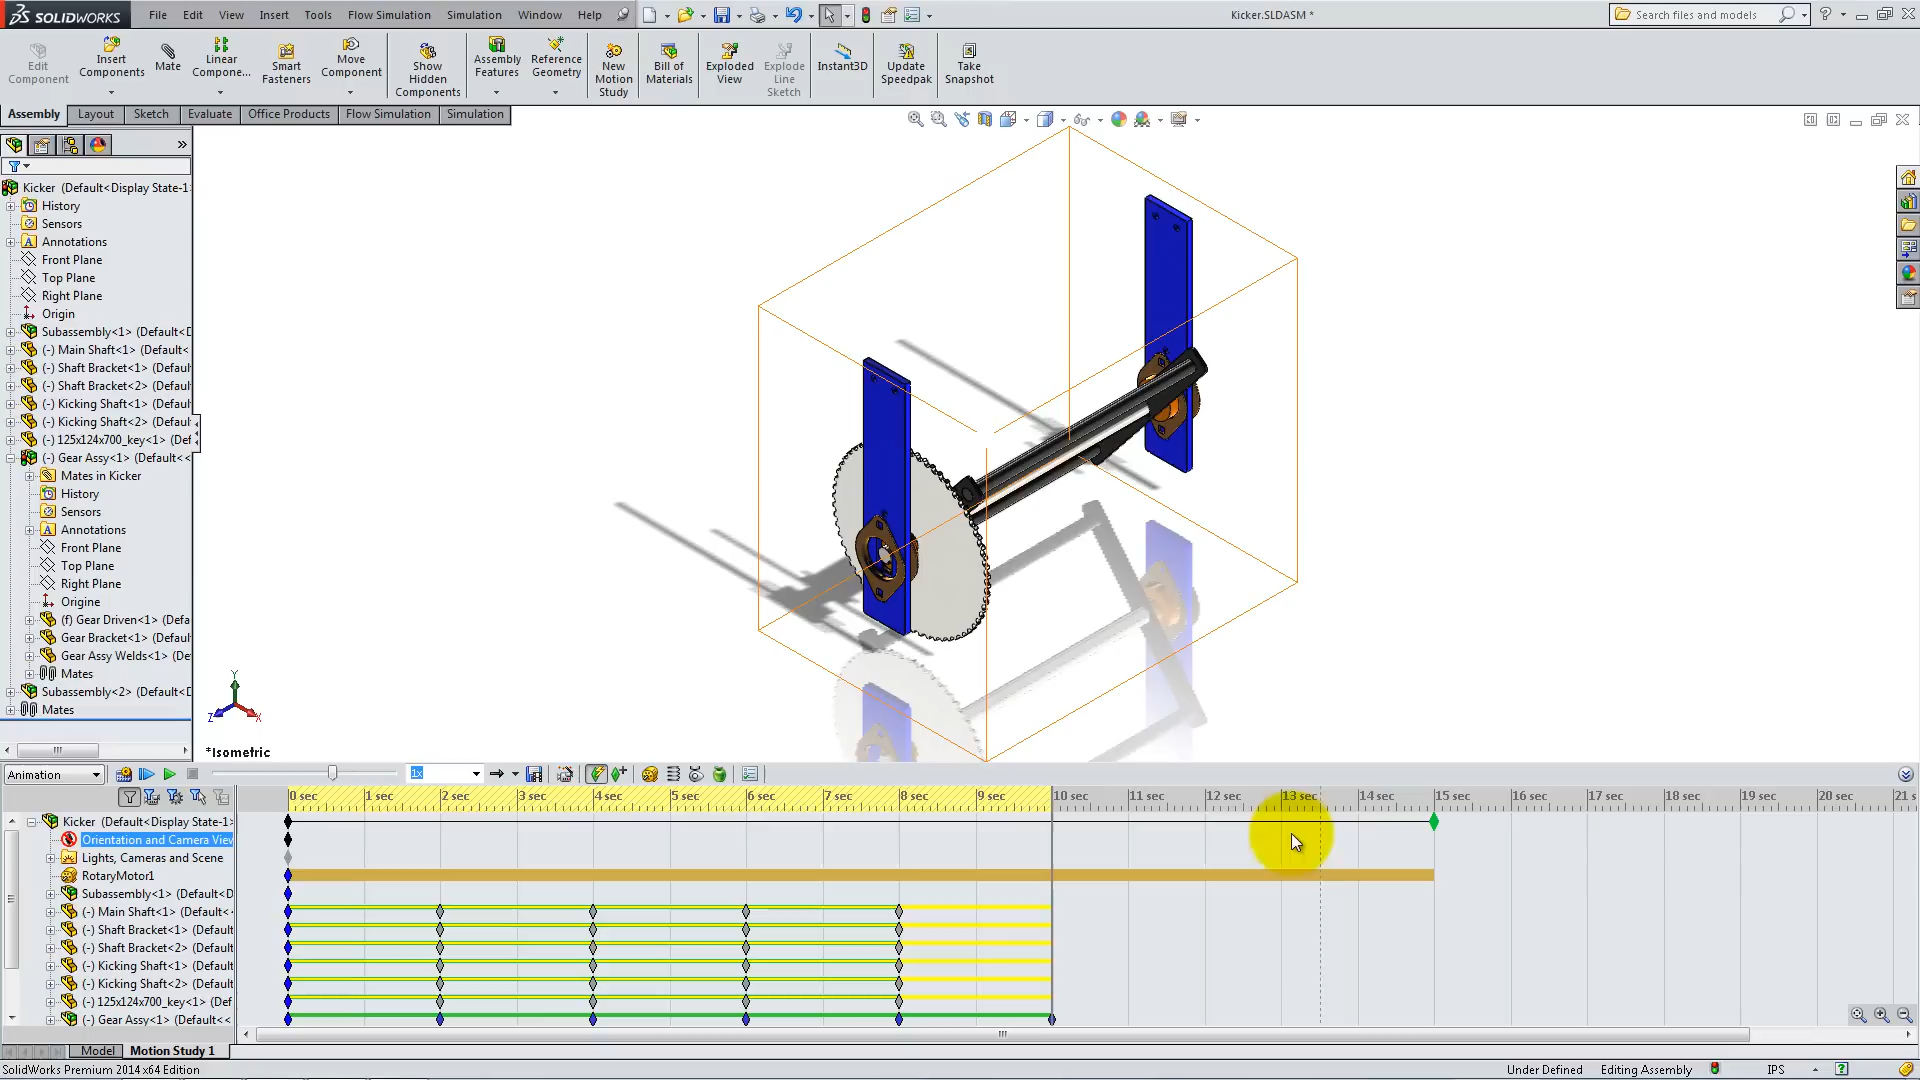 SOLIDWORKS File Edit View Insert Tools Flow Simulation Simulation Window Help Kicker.SLDASM * Search files and models
Edit Component
Insert Components
Mate
Linear Compone...
Smart Fasteners
Move Component
Show Hidden Components
Assembly Features
Reference Geometry
New Motion Study
Bill of Materials
Exploded View
Explode Line Sketch
Instant3D
Update Speedpak
Take Snapshot
Assembly Layout Sketch Evaluate Office Products Flow Simulation Simulation
Kicker (Default<Display State-1
History
Sensors
Annotations
Front Plane
Top Plane
Right Plane
Origin
Subassembly<1> (Default<D
(-) Main Shaft<1> (Default<
(-) Shaft Bracket<1> (Defaul
(-) Shaft Bracket<2> (Defaul
(-) Kicking Shaft<1> (Defaul
(-) Kicking Shaft<2> (Defaul
(-) 125x124x700_key<1> (Def
(-) Gear Assy<1> (Default<<
Mates in Kicker
History
Sensors
Annotations
Front Plane
Top Plane
Right Plane
Origine
(f) Gear Driven<1> (Defa
Gear Bracket<1> (Defaul
Gear Assy Welds<1> (De
Mates
Subassembly<2> (Default<D
Mates
Y
Z X
*Isometric
Animation 1x
0 sec 1 sec 2 sec 3 sec 4 sec 5 sec 6 sec 7 sec 8 sec 9 sec 10 sec 11 sec 12 sec 13 sec 14 sec 15 sec 16 sec 17 sec 18 sec 19 sec 20 sec 21 s
Kicker (Default<Display State-1>
Orientation and Camera View
Lights, Cameras and Scene
RotaryMotor1
Subassembly<1> (Default<D
(-) Main Shaft<1> (Default<
(-) Shaft Bracket<1> (Default
(-) Shaft Bracket<2> (Default
(-) Kicking Shaft<1> (Default
(-) Kicking Shaft<2> (Default
(-) 125x124x700_key<1> (Def
(-) Gear Assy<1> (Default<<
Model Motion Study 1
SolidWorks Premium 2014 x64 Edition Under Defined Editing Assembly IPS